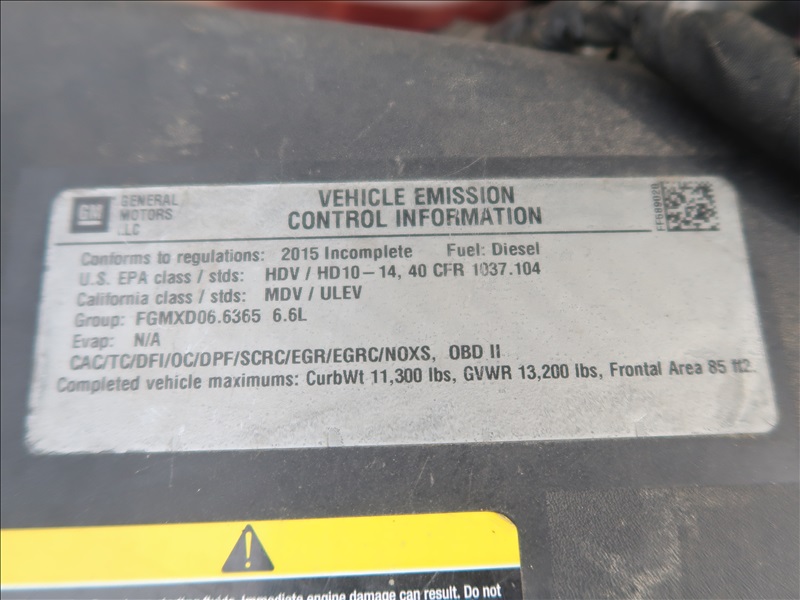 GM
GENERAL
MOTORS
LLC
VEHICLE EMISSION
CONTROL INFORMATION
Conforms to regulations: 2015 Incomplete Fuel: Diesel
U.S. EPA class / stds: HDV / HD10-14, 40 CFR 1037.104
California class / stds: MDV / ULEV
Group: FGMXD06.6365 6.6L
Evap: N/A
CAC/TC/DFI/OC/DPF/SCRC/EGR/EGRC/NOXS, OBD II
Completed vehicle maximums: CurbWt 11,300 lbs, GVWR 13,200 lbs, Frontal Area 85 ft2.
fluids. Immediate engine damage can result. Do not